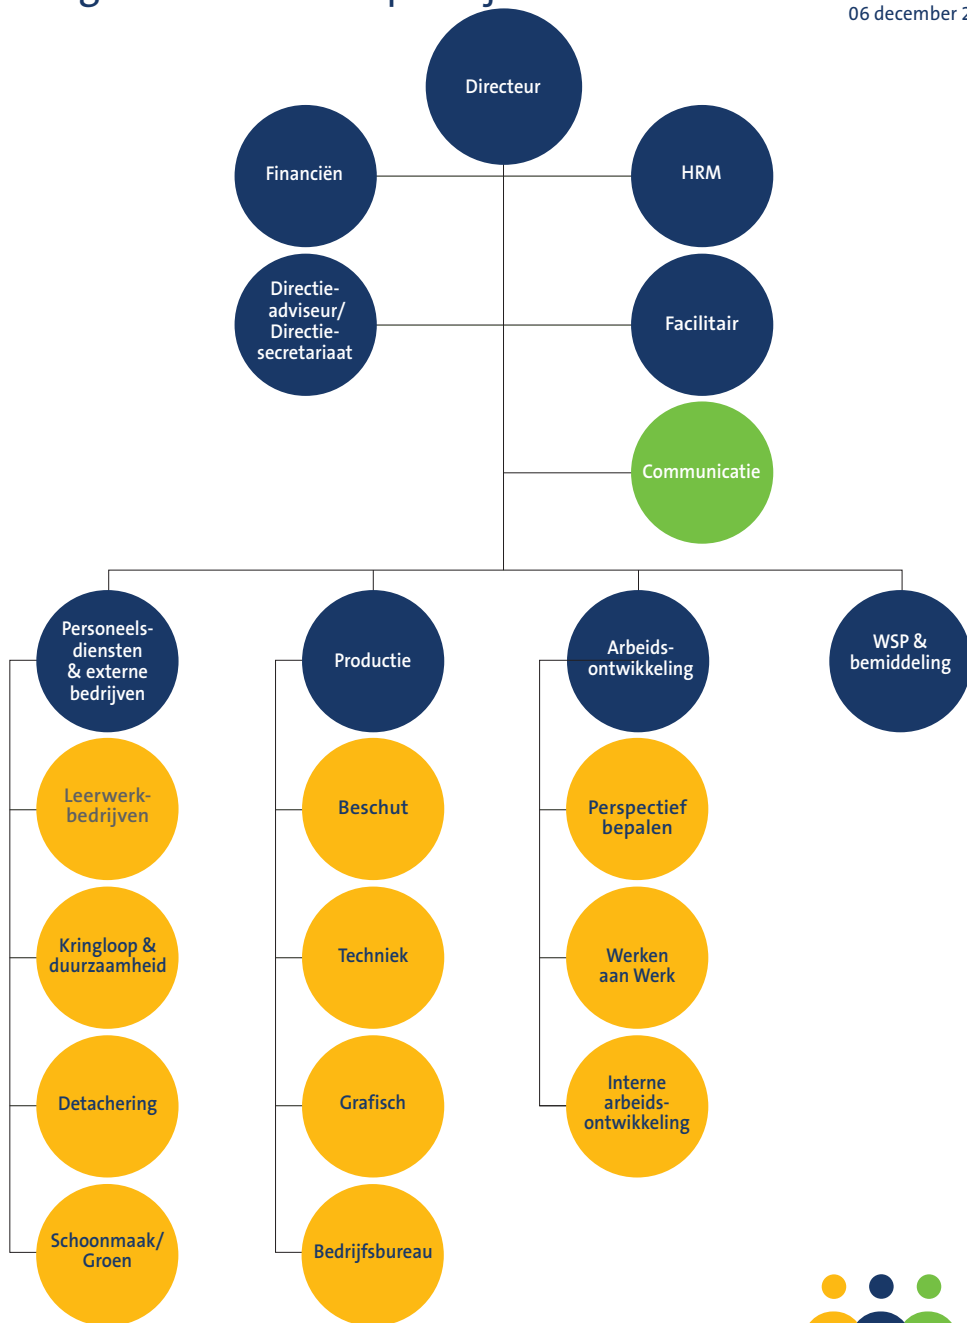 06 december
Directeur
Financiën
HRM
Directie-
adviseur/
Directie-
secretariaat
Facilitair
Communicatie
Personeels-
diensten
& externe
bedrijven
Productie
Arbeids-
ontwikkeling
WSP &
bemiddeling
Leerwerk-
bedrijven
Beschut
Perspectief
bepalen
Kringloop &
duurzaamheid
Techniek
Werken
aan Werk
Detachering
Grafisch
Interne
arbeids-
ontwikkeling
Schoonmaak/
Groen
Bedrijfsbureau